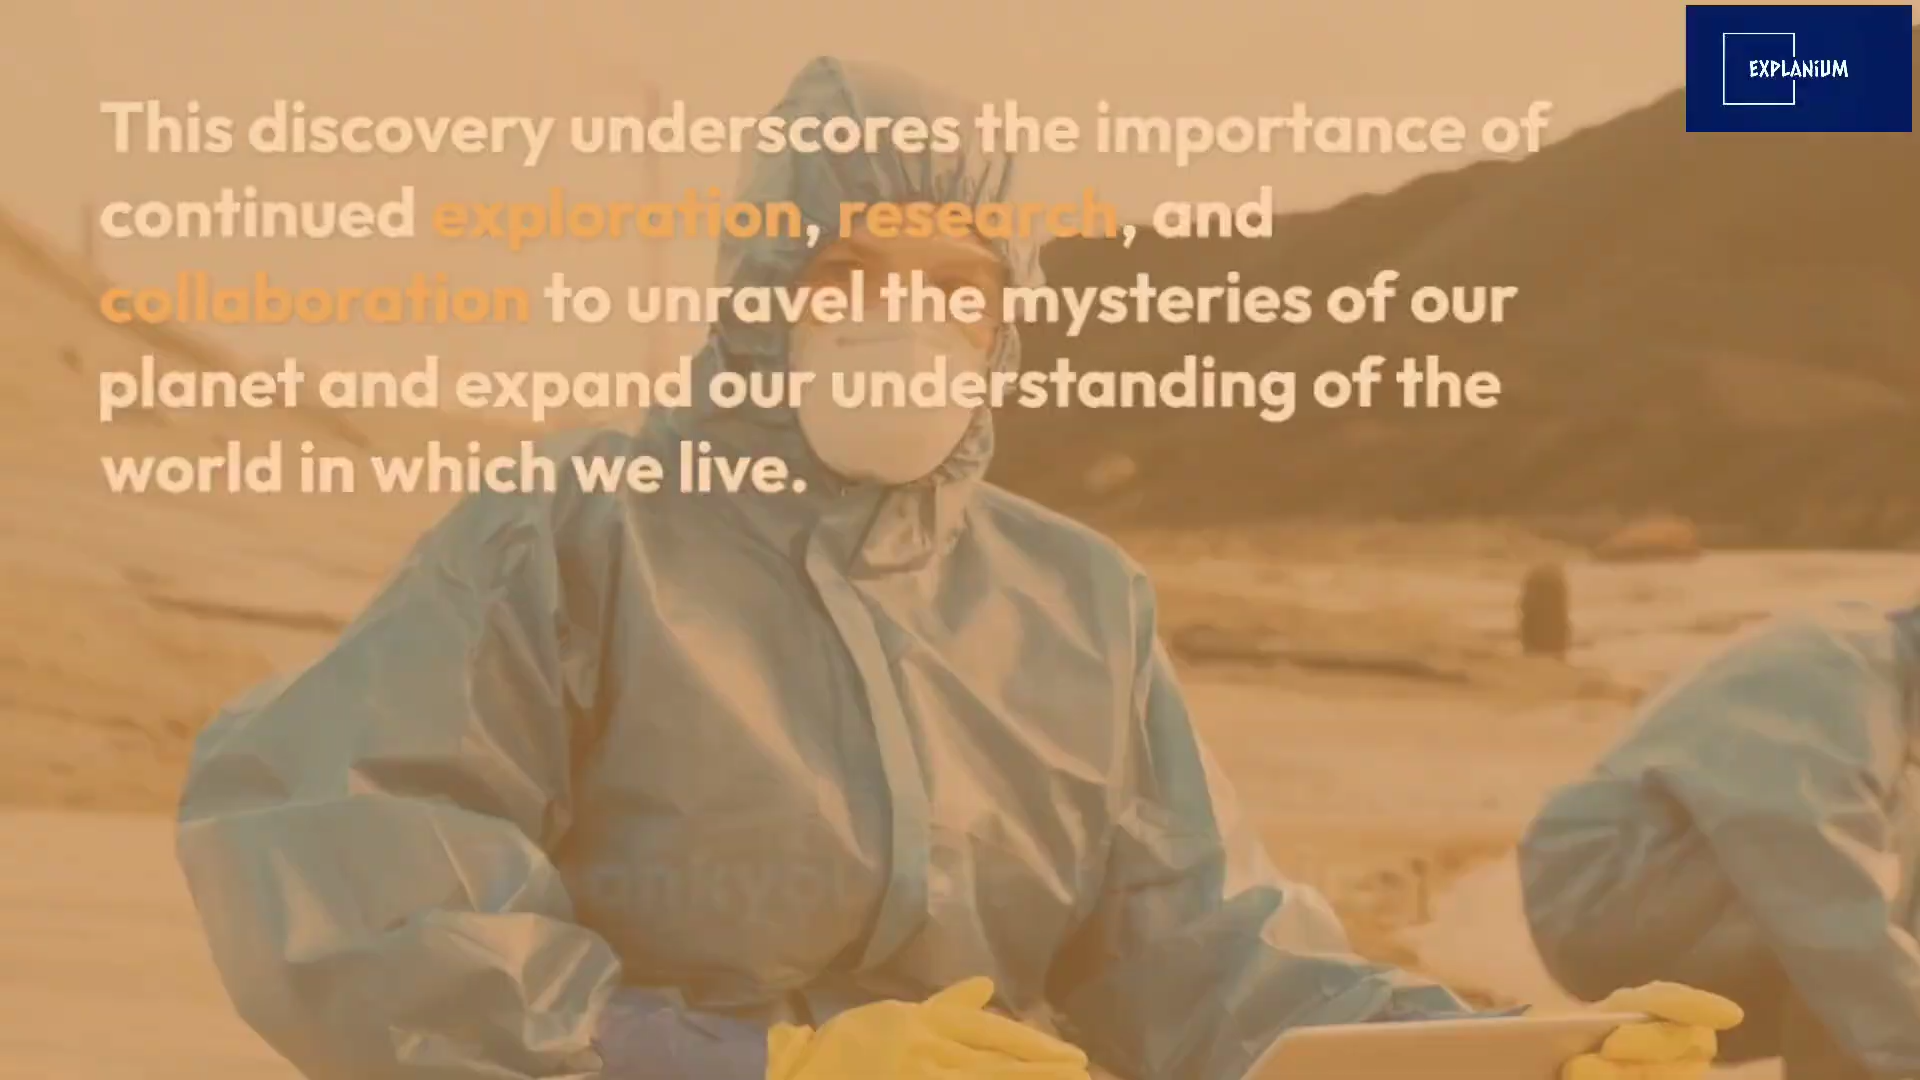 EXPLANiUM
This discovery underscores the importance of
continued exploration, research, and
collaboration to unravel the mysteries of our
planet and expand our understanding of the
world in which we live.